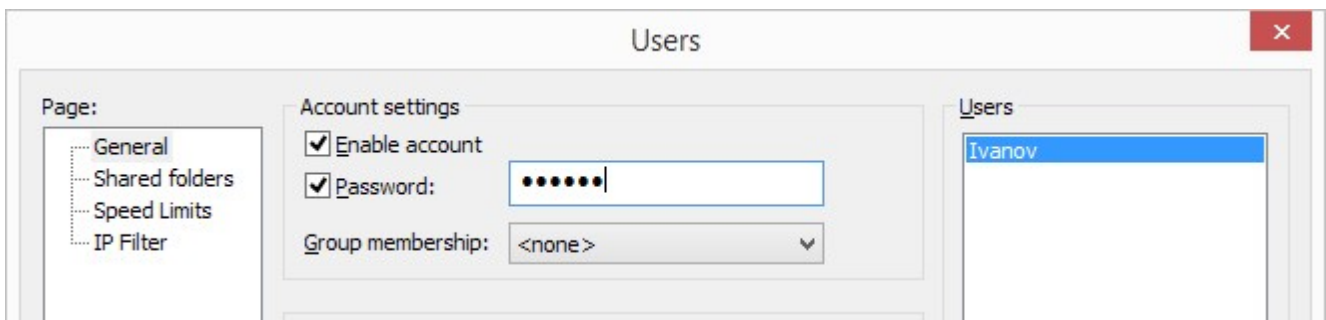 Users
Page:
General
Shared folders
Speed Limits
IP Filter
Account settings
Enable account
Password: ••••••
Group membership: <none>
Users
Ivanov